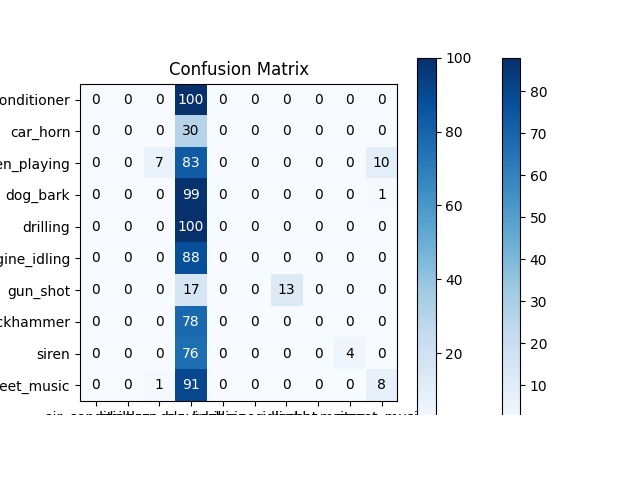 Confusion Matrix
onditioner 0 0 0 100 0 0 0 0 0 0
car_horn 0 0 0 30 0 0 0 0 0 0
en_playing 0 0 7 83 0 0 0 0 0 10
dog_bark 0 0 0 99 0 0 0 0 0 1
drilling 0 0 0 100 0 0 0 0 0 0
gine_idling 0 0 0 88 0 0 0 0 0 0
gun_shot 0 0 0 17 0 0 13 0 0 0
ckhammer 0 0 0 78 0 0 0 0 0 0
siren 0 0 0 76 0 0 0 0 4 0
eet_music 0 0 1 91 0 0 0 0 0 8
100
80
60
40
20
80
70
60
50
40
30
20
10